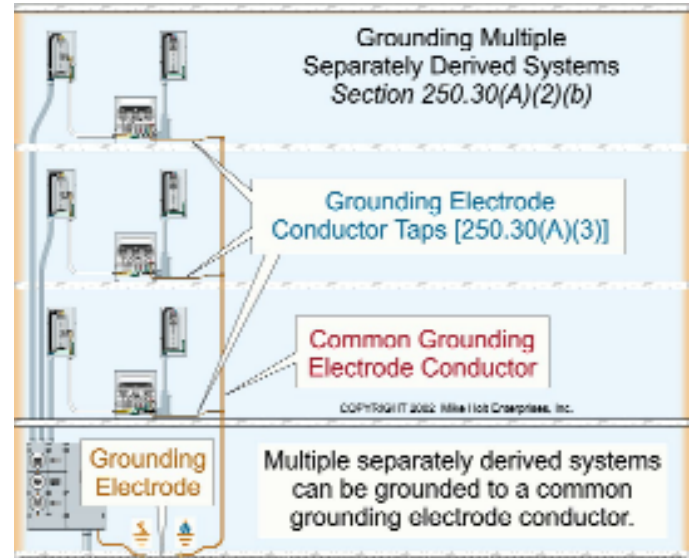 Grounding Multiple
Separately Derived Systems
Section 250.30(A)(2)(b)
Grounding Electrode
Conductor Taps [250.30(A)(3)]
Common Grounding
Electrode Conductor
COPYRIGHT 2002 Mike Holt Enterprises, Inc.
Grounding
Electrode
Multiple separately derived systems
can be grounded to a common
grounding electrode conductor.